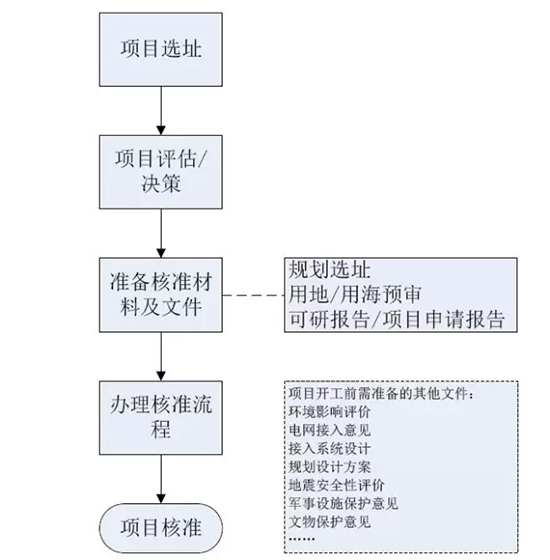 项目选址
项目评估/
决策
准备核准材
料及文件
规划选址
用地/用海预审
可研报告/项目申请报告
办理核准流
程
项目核准
项目开工前需准备的其他文件：
环境影响评价
电网接入意见
接入系统设计
规划设计方案
地震安全性评价
军事设施保护意见
文物保护意见
......